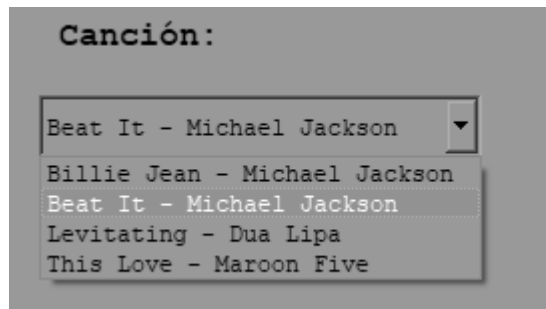 Canción:
Beat It - Michael Jackson
Billie Jean - Michael Jackson
Beat It - Michael Jackson
Levitating - Dua Lipa
This Love - Maroon Five